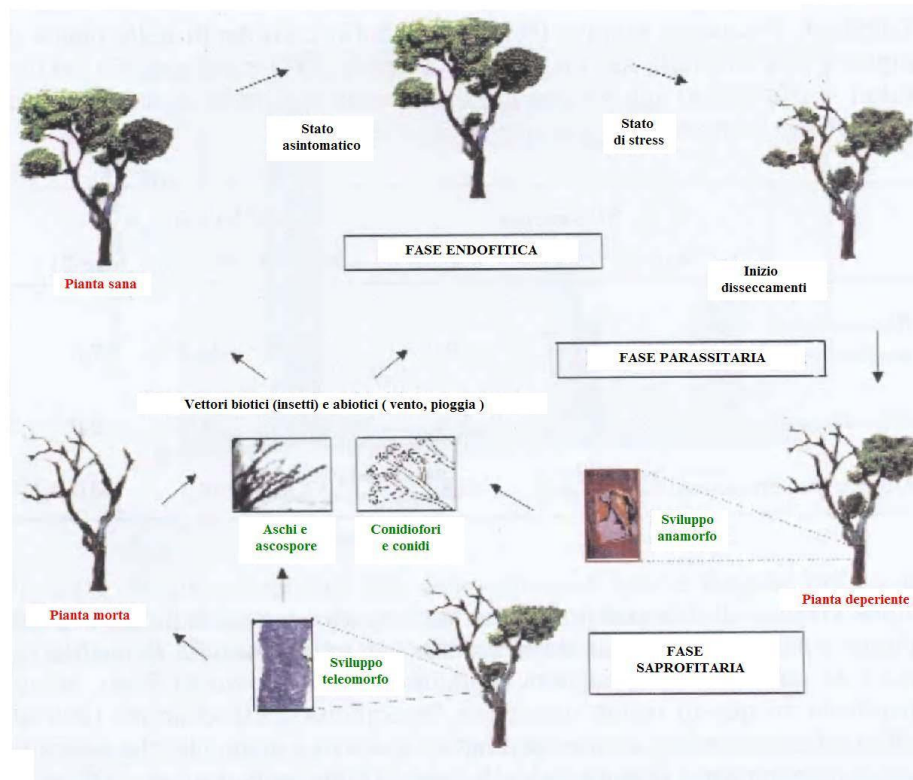 Stato
asintomatico
Stato
di stress
FASE ENDOFITICA
Pianta sana
Inizio
disseccamenti
FASE PARASSITARIA
Vettori biotici (insetti) e abiotici ( vento, pioggia )
Aschi e
ascospore
Conidiofori
e conidi
Sviluppo
anamorfo
Pianta morta
Pianta deperiente
Sviluppo
teleomorfo
FASE
SAPROFITARIA